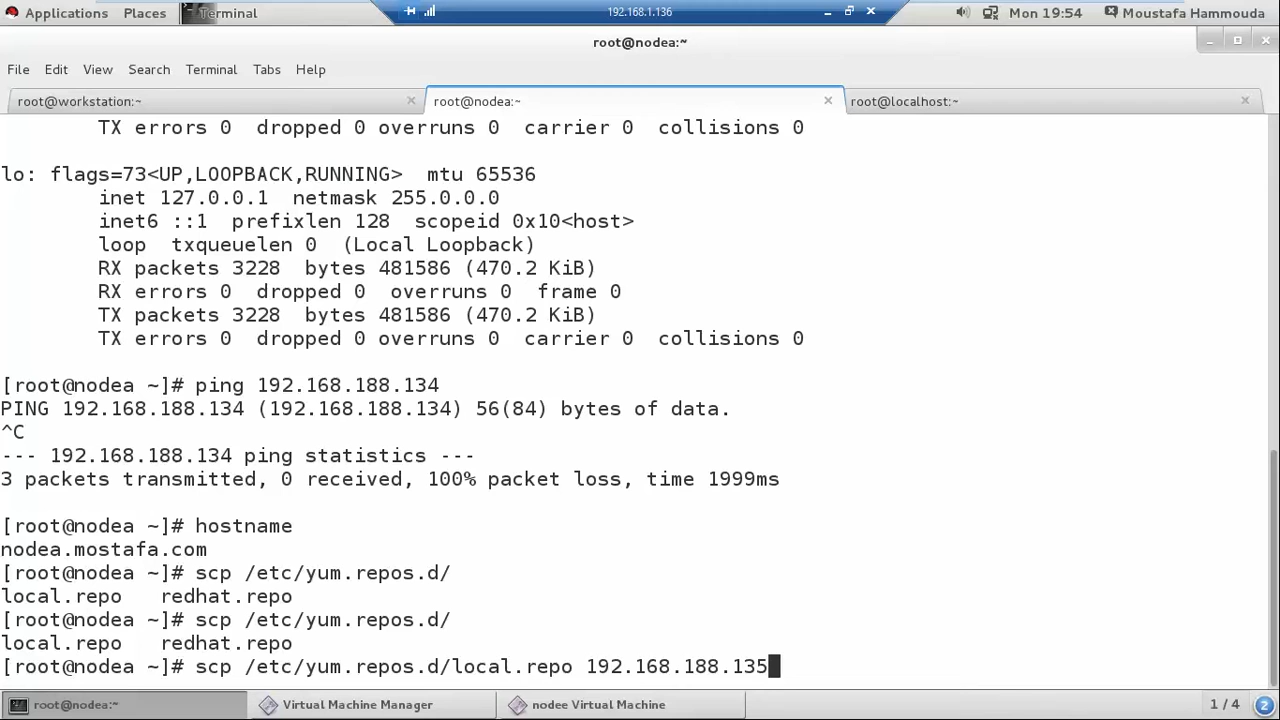 Applications Places Terminal 192.168.1.136 Mon 19:54 Moustafa Hammouda
root@nodea:~
File Edit View Search Terminal Tabs Help
root@workstation:~ root@nodea:~ root@localhost:~
TX errors 0 dropped 0 overruns 0 carrier 0 collisions 0
lo: flags=73<UP,LOOPBACK,RUNNING> mtu 65536
inet 127.0.0.1 netmask 255.0.0.0
inet6 ::1 prefixlen 128 scopeid 0x10<host>
loop txqueuelen 0 (Local Loopback)
RX packets 3228 bytes 481586 (470.2 KiB)
RX errors 0 dropped 0 overruns 0 frame 0
TX packets 3228 bytes 481586 (470.2 KiB)
TX errors 0 dropped 0 overruns 0 carrier 0 collisions 0
[root@nodea ~]# ping 192.168.188.134
PING 192.168.188.134 (192.168.188.134) 56(84) bytes of data.
^C
--- 192.168.188.134 ping statistics ---
3 packets transmitted, 0 received, 100% packet loss, time 1999ms
[root@nodea ~]# hostname
nodea.mostafa.com
[root@nodea ~]# scp /etc/yum.repos.d/
local.repo redhat.repo
[root@nodea ~]# scp /etc/yum.repos.d/
local.repo redhat.repo
[root@nodea ~]# scp /etc/yum.repos.d/local.repo 192.168.188.135
root@nodea:~ Virtual Machine Manager nodee Virtual Machine 1 / 4 2